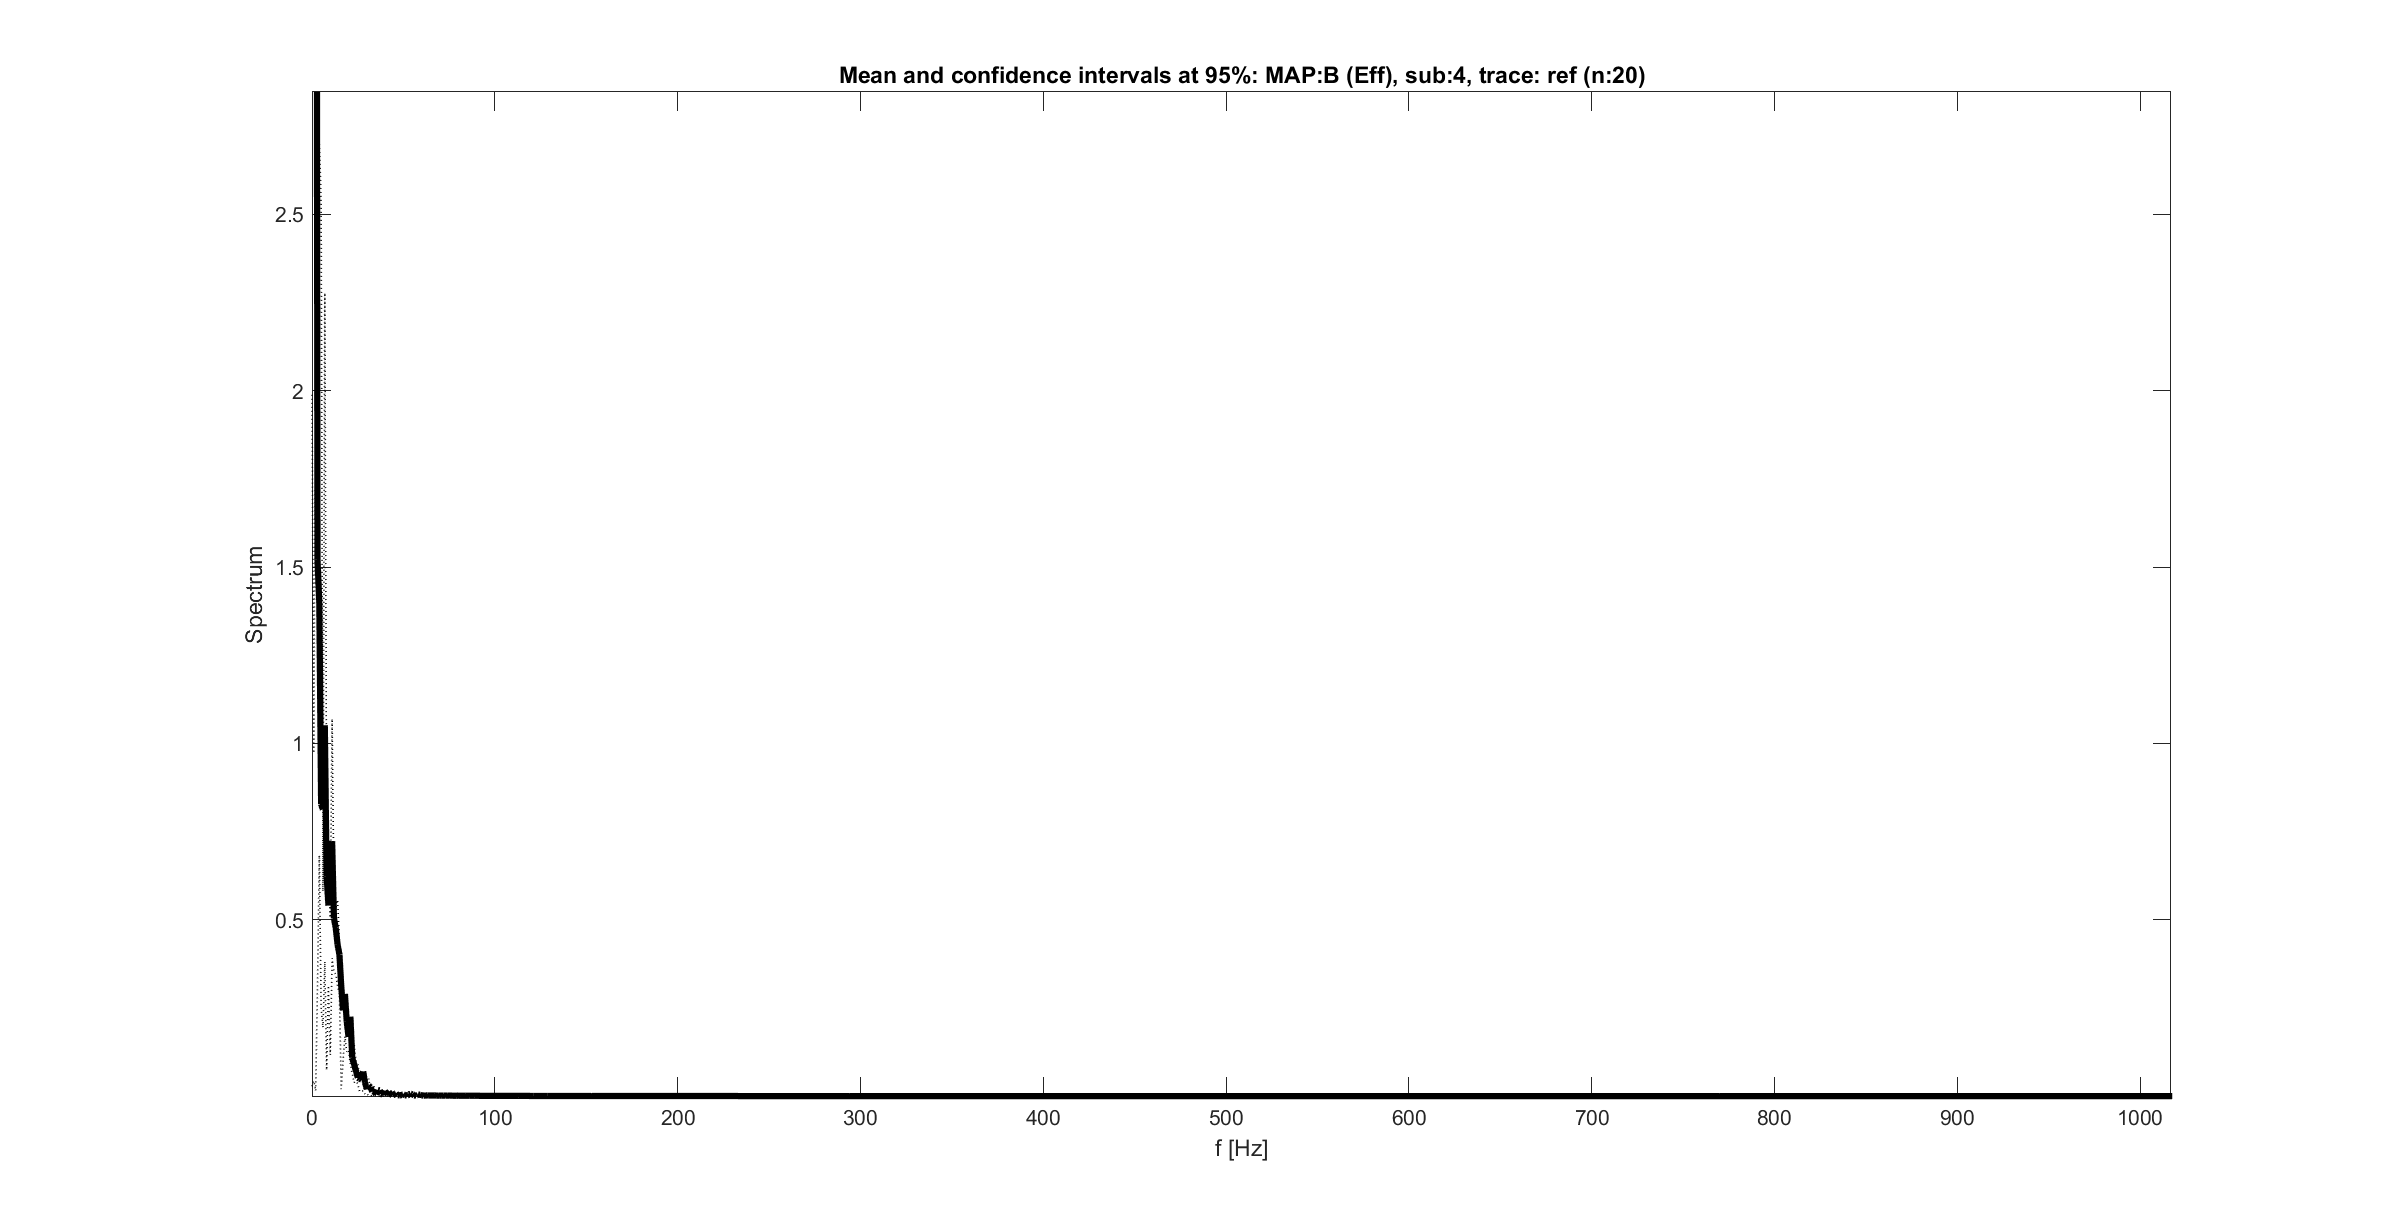 Mean and confidence intervals at 95%: MAP:B (Eff), sub:4, trace: ref (n:20)
2.5
2
1.5
1
0.5
Spectrum
0 100 200 300 400 500 600 700 800 900 1000
f [Hz]